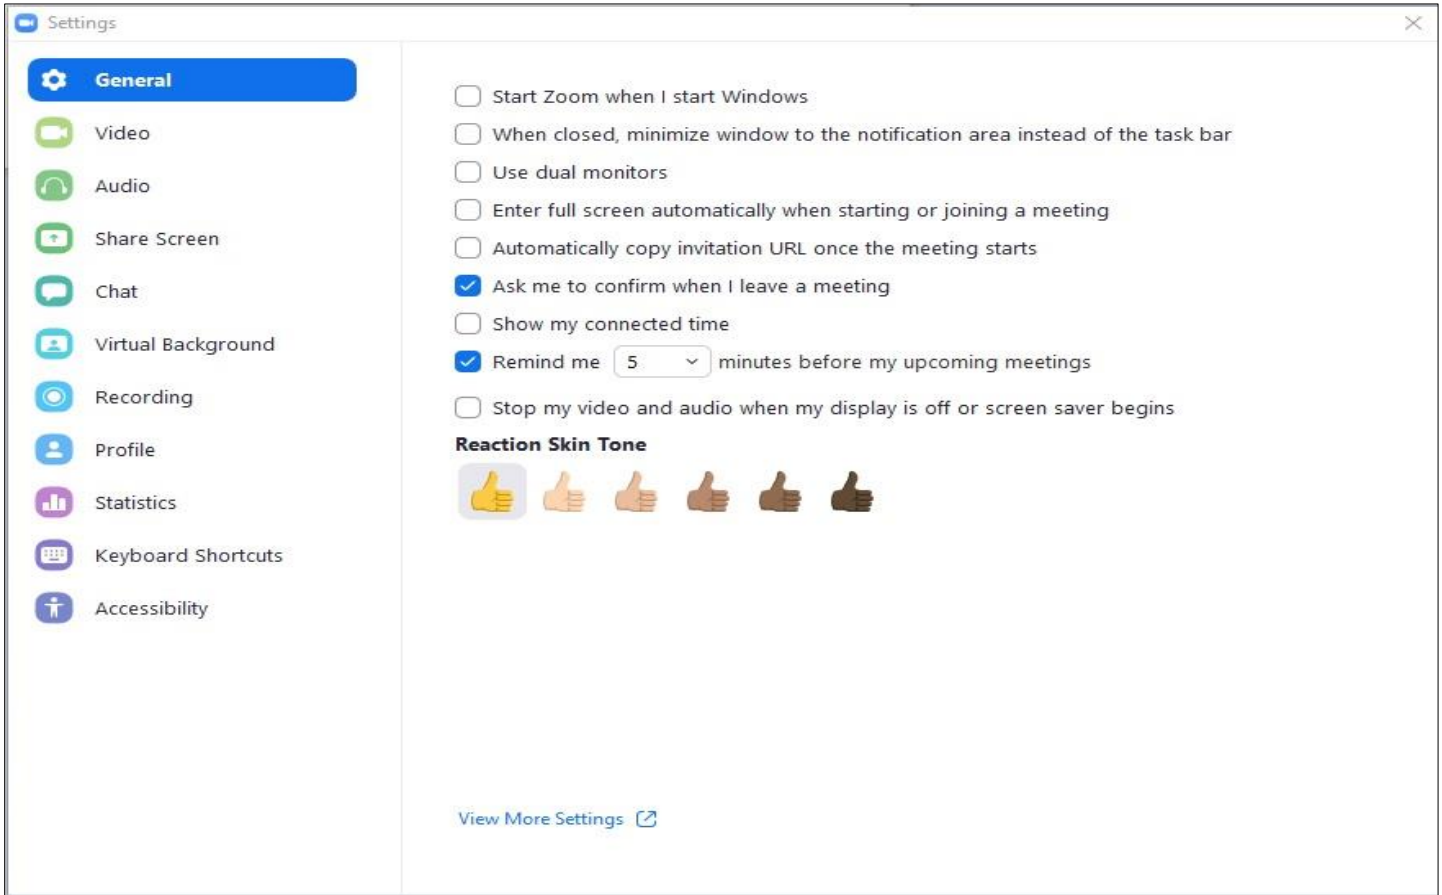 Settings
General
Video
Audio
Share Screen
Chat
Virtual Background
Recording
Profile
Statistics
Keyboard Shortcuts
Accessibility
Start Zoom when I start Windows
When closed, minimize window to the notification area instead of the task bar
Use dual monitors
Enter full screen automatically when starting or joining a meeting
Automatically copy invitation URL once the meeting starts
Ask me to confirm when I leave a meeting
Show my connected time
Remind me 5 minutes before my upcoming meetings
Stop my video and audio when my display is off or screen saver begins
Reaction Skin Tone
View More Settings